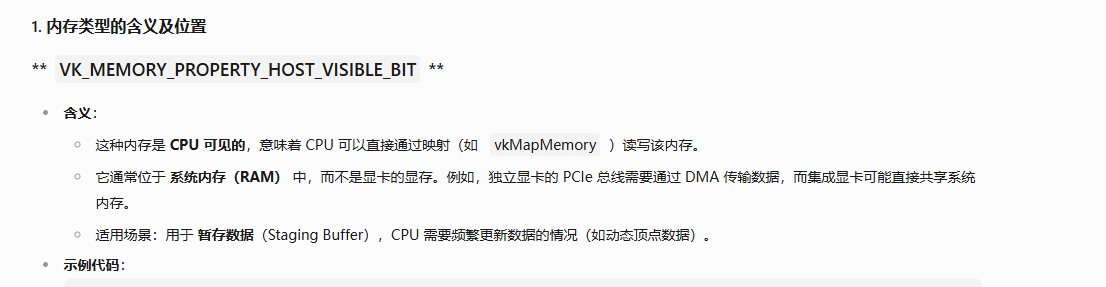 1. 内存类型的含义及位置
** VK_MEMORY_PROPERTY_HOST_VISIBLE_BIT **
含义：
这种内存是 CPU 可见的，意味着 CPU 可以直接通过映射（如 vkMapMemory ）读写该内存。
它通常位于 系统内存（RAM） 中，而不是显卡的显存。例如，独立显卡的 PCIe 总线需要通过 DMA 传输数据，而集成显卡可能直接共享系统
内存。
适用场景：用于 暂存数据（Staging Buffer），CPU 需要频繁更新数据的情况（如动态顶点数据）。
示例代码：